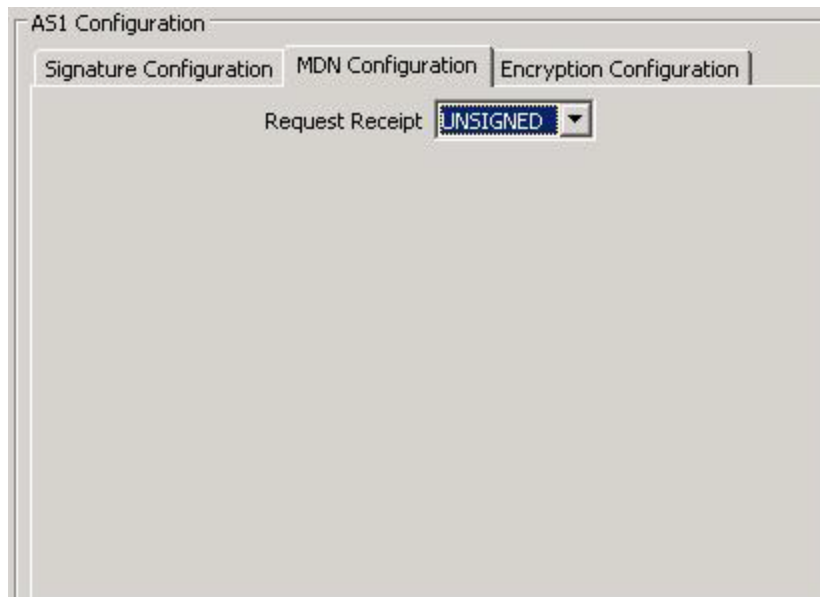 AS1 Configuration
Signature Configuration MDN Configuration Encryption Configuration
Request Receipt UNSIGNED